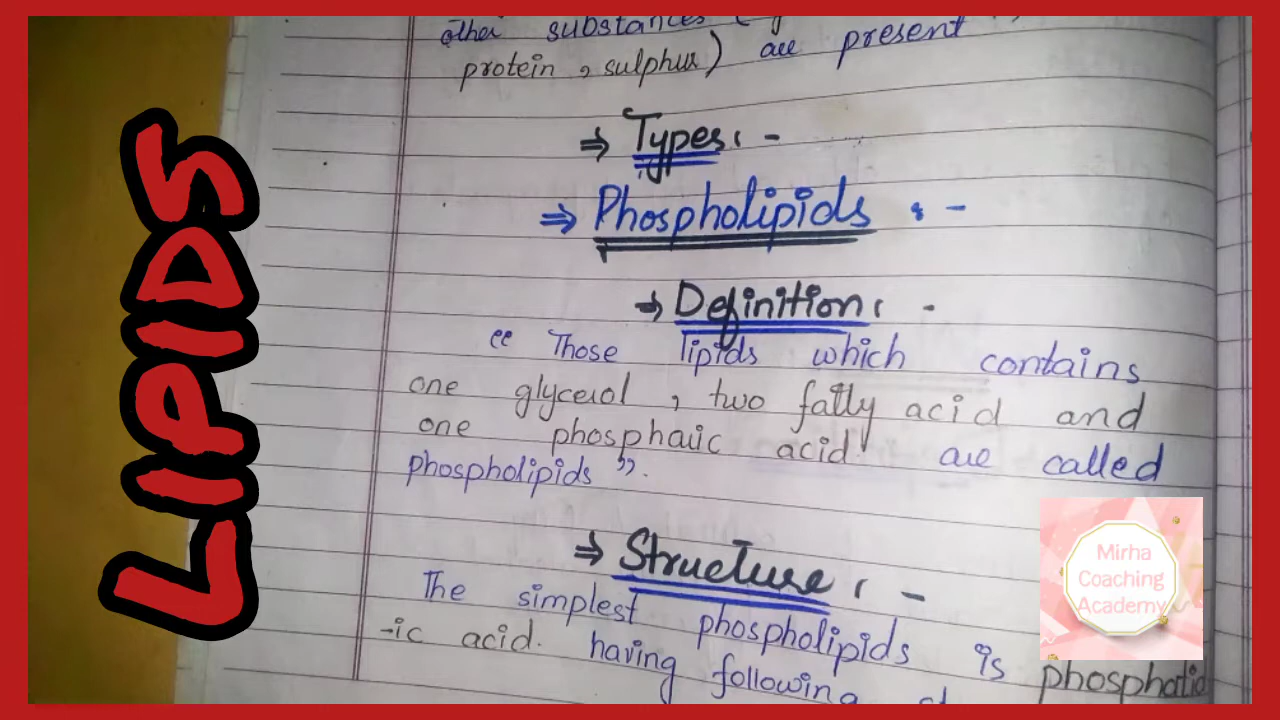 LIPIDS
other substances (
protein, sulphur) are present
⇒ Types :-
⇒ Phospholipids :-
⇒ Definition :-
“ Those lipids which contains
one glycerol, two fatty acid and
one phosphoric acid are called
phospholipids ”.
⇒ Structure :-
The simplest phospholipids is phosphatid
-ic acid. having following
Mirha
Coaching
Academy